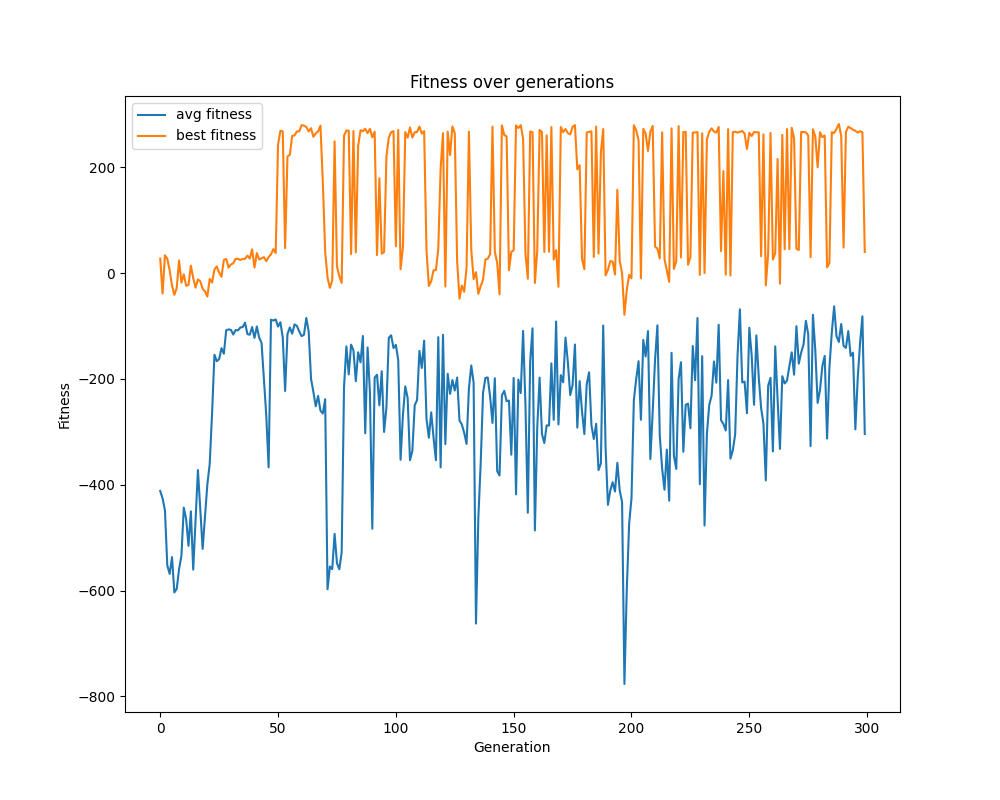 Fitness over generations
avg fitness
best fitness
200
0
−200
−400
−600
−800
Fitness
0 50 100 150 200 250 300
Generation